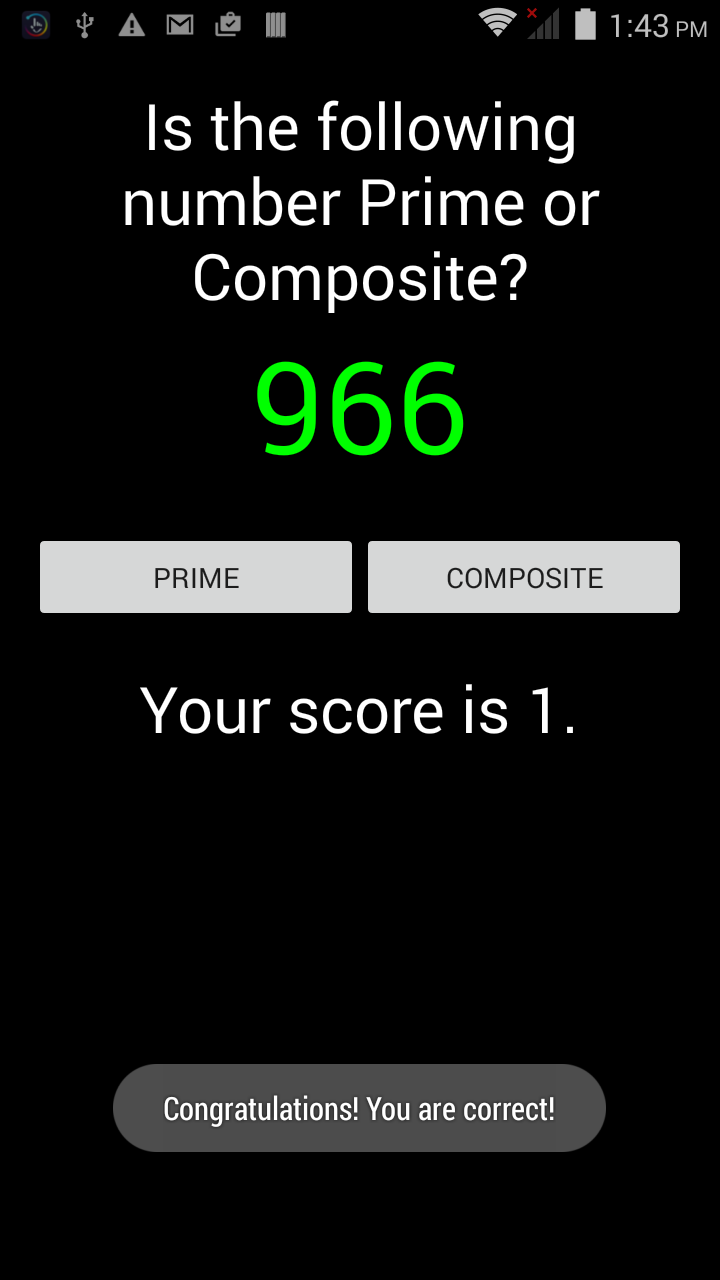 1:43 PM
Is the following
number Prime or
Composite?
966
PRIME COMPOSITE
Your score is 1.
Congratulations! You are correct!